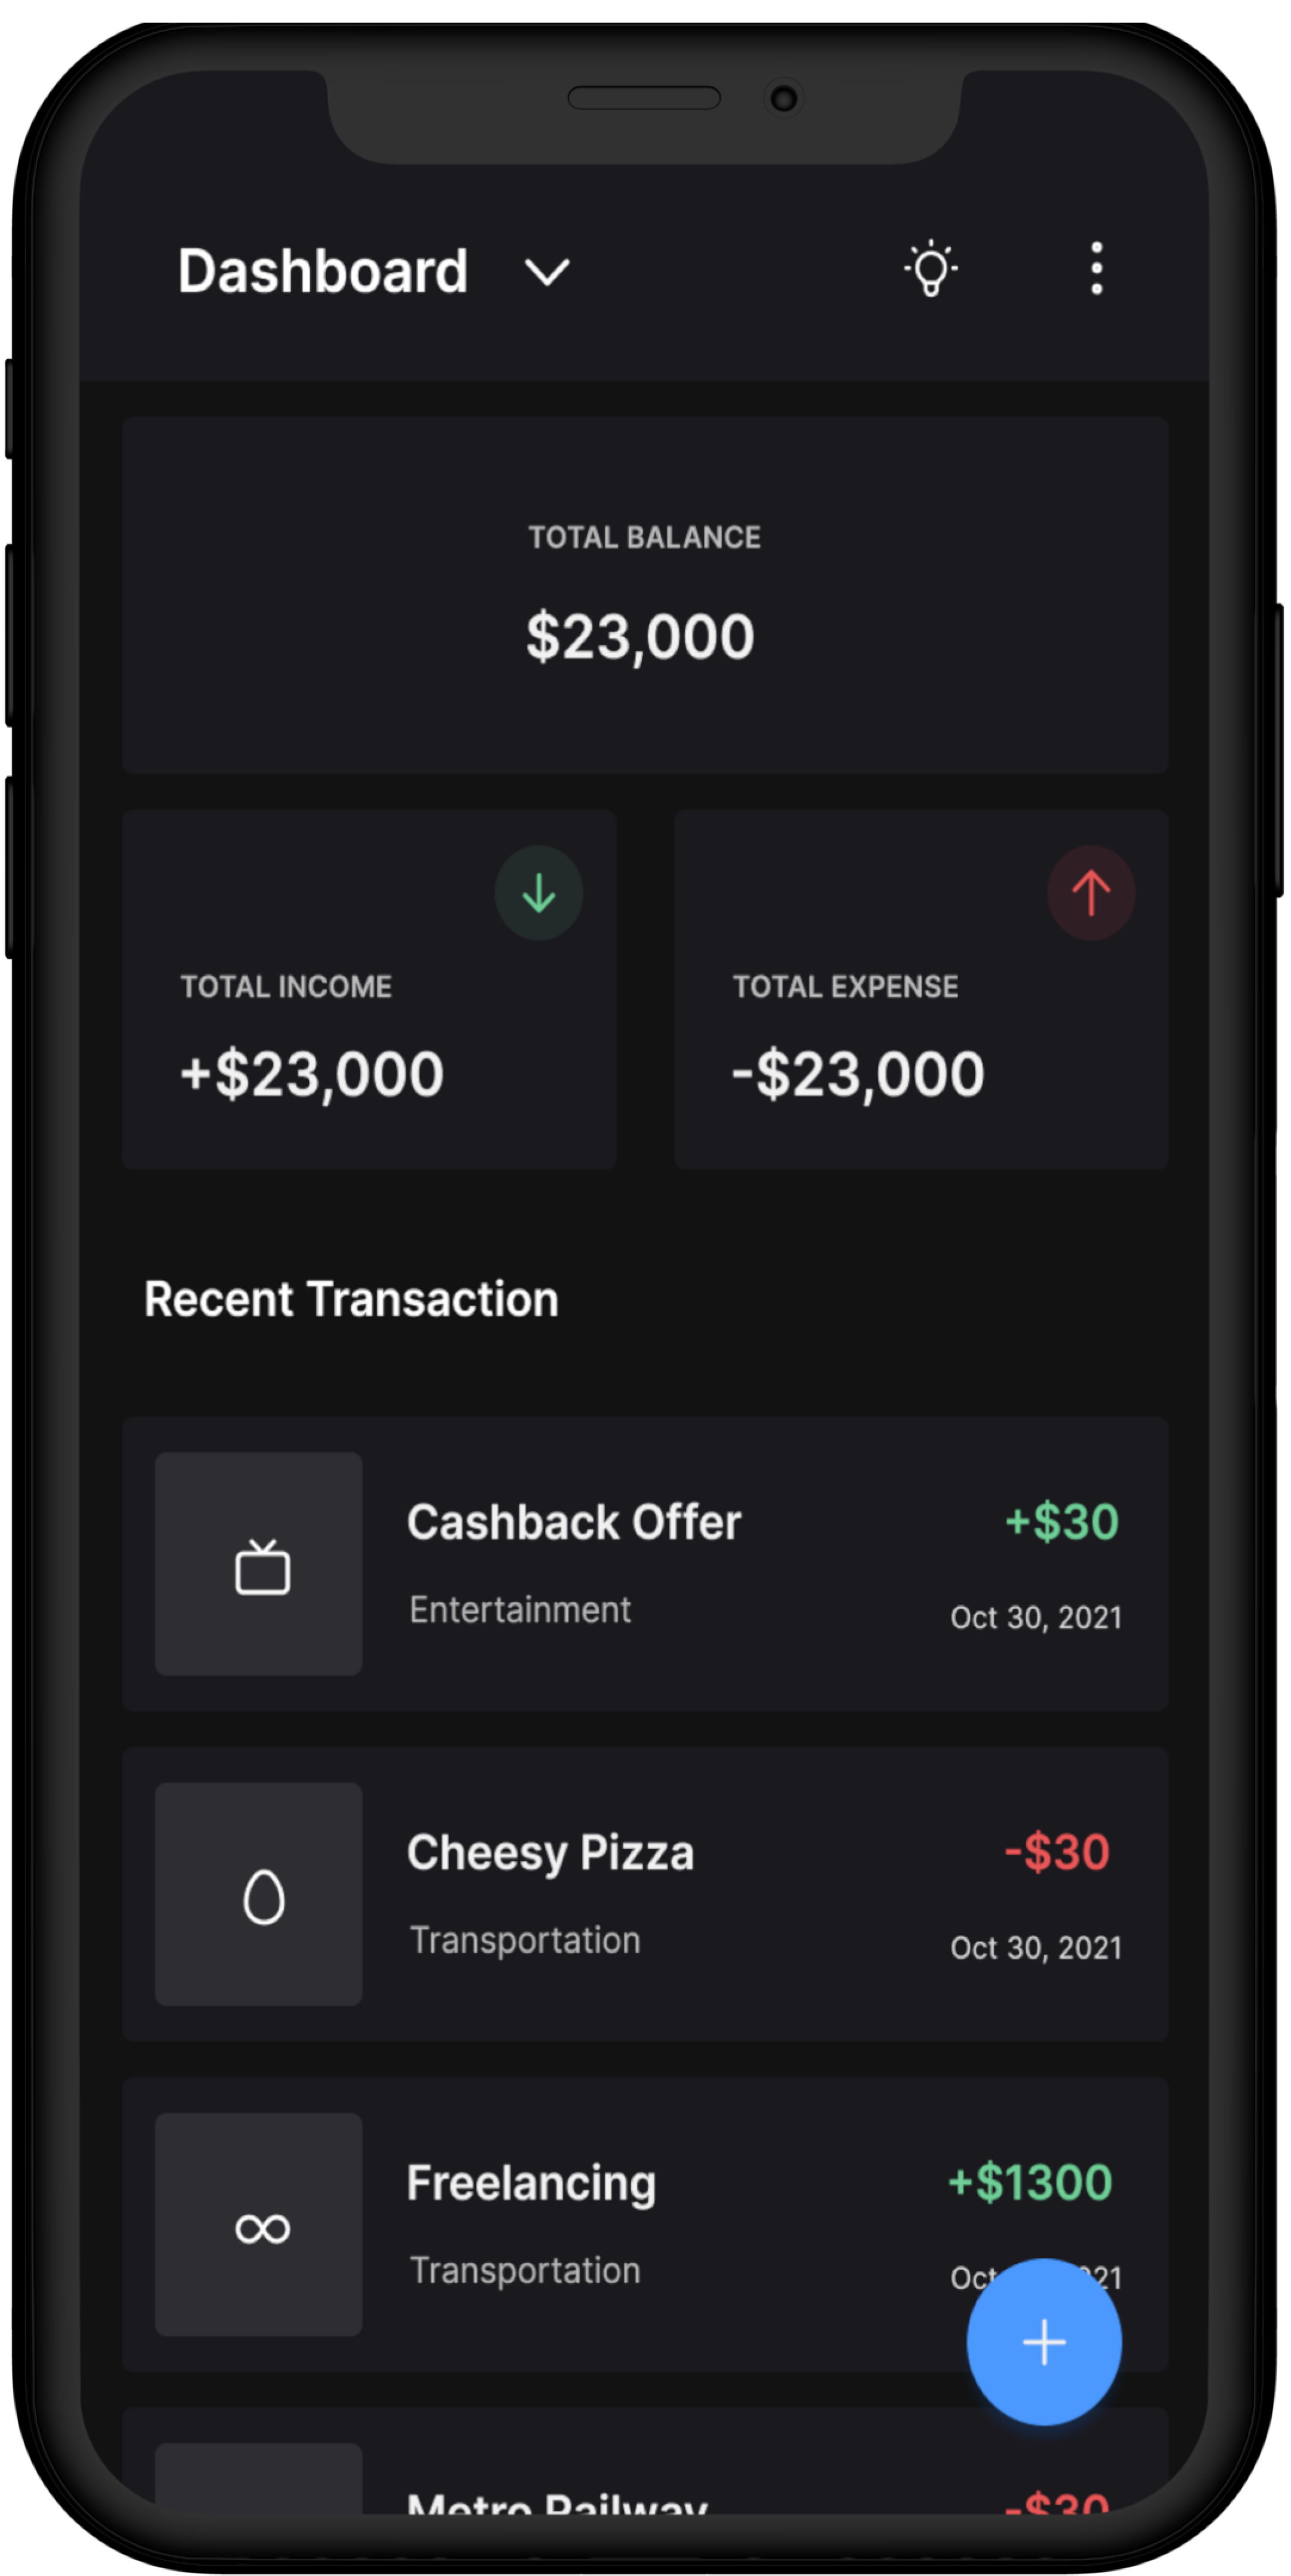 Dashboard
TOTAL BALANCE
$23,000
TOTAL INCOME
+$23,000
TOTAL EXPENSE
-$23,000
Recent Transaction
Cashback Offer
+$30
Entertainment
Oct 30, 2021
Cheesy Pizza
-$30
Transportation
Oct 30, 2021
Freelancing
+$1300
Transportation
Oct
21
Metro Railway
-$30